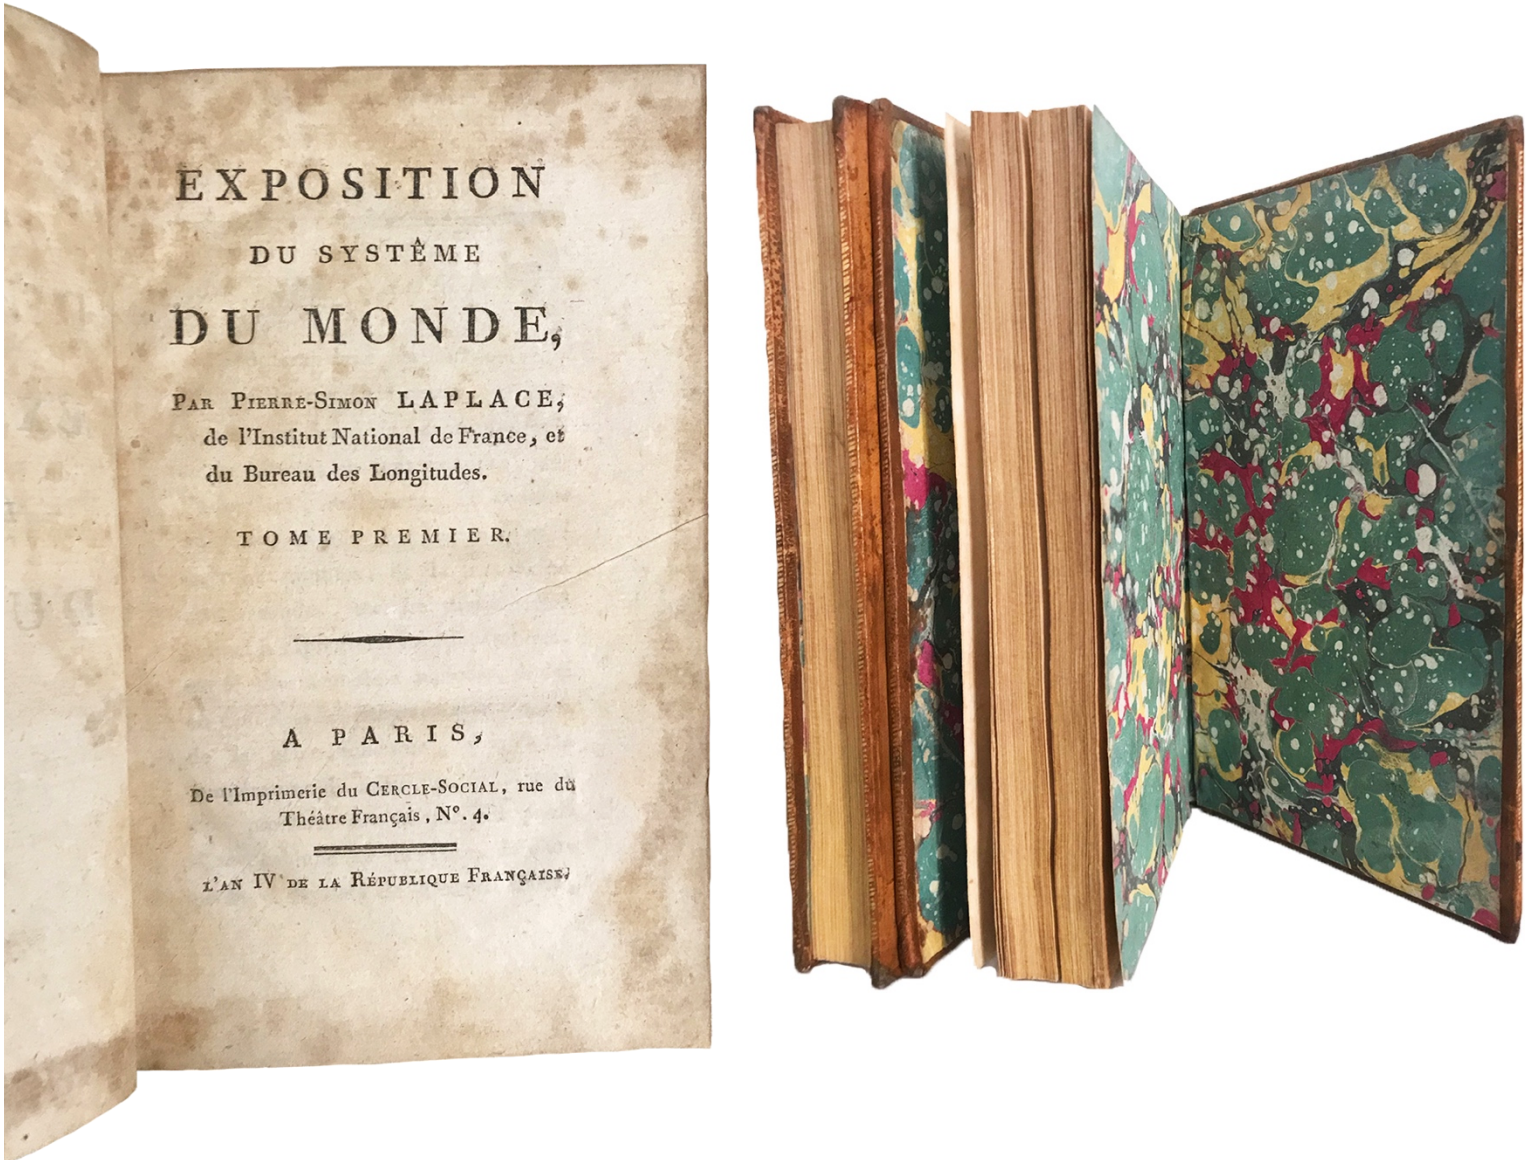 EXPOSITION
DU SYSTÊME
DU MONDE,
PAR PIERRE-SIMON LAPLACE,
de l'Institut National de France, et
du Bureau des Longitudes.
TOME PREMIER.
A PARIS,
De l'Imprimerie du CERCLE-SOCIAL, rue du
Théâtre Français, N°. 4.
L'AN IV DE LA RÉPUBLIQUE FRANÇAISE,